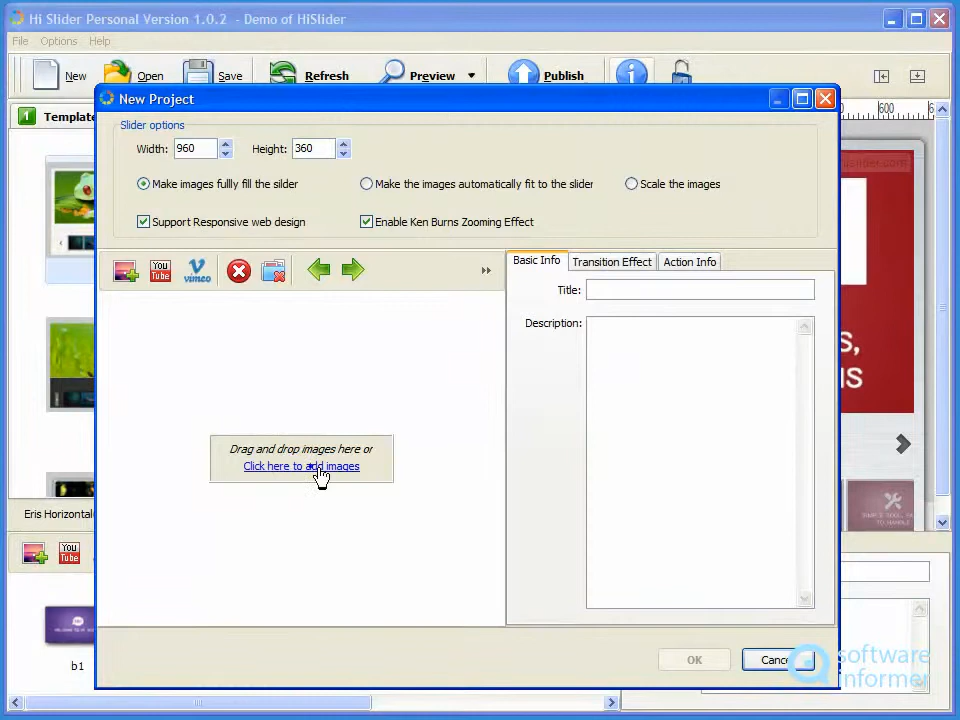 Hi Slider Personal Version 1.0.2 - Demo of HiSlider
File Options Help
New Open Save Refresh Preview Publish
1 Template
600
New Project
Slider options
Width: 960 Height: 360
Make images fullly fill the slider Make the images automatically fit to the slider Scale the images
Support Responsive web design Enable Ken Burns Zooming Effect
You Tube vimeo
Basic Info Transition Effect Action Info
Title:
Description:
Drag and drop images here or
Click here to add images
S,
NS
Eris Horizontal
You Tube
b1
OK Cancel
software
informer